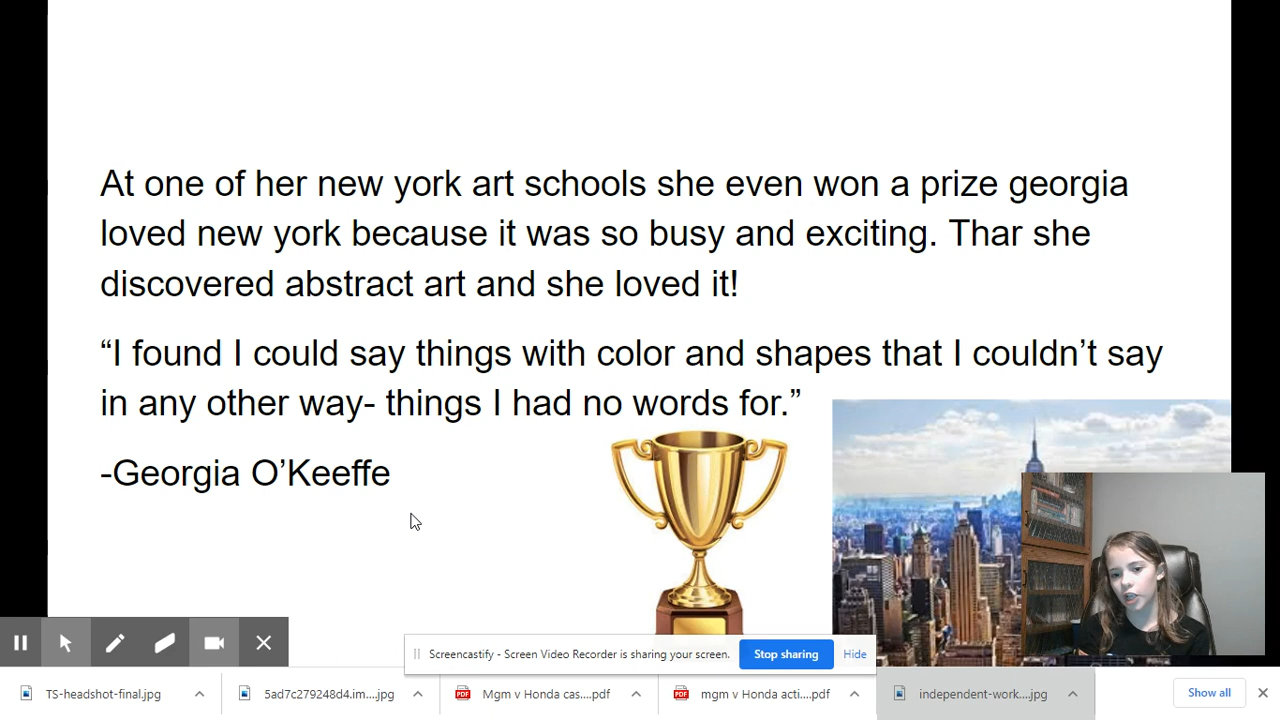 At one of her new york art schools she even won a prize georgia
loved new york because it was so busy and exciting. Thar she
discovered abstract art and she loved it!
“I found I could say things with color and shapes that I couldn’t say
in any other way- things I had no words for.”
-Georgia O’Keeffe
Screencastify - Screen Video Recorder is sharing your screen. Stop sharing Hide
TS-headshot-final.jpg 5ad7c279248d4.im....jpg Mgm v Honda cas....pdf mgm v Honda acti....pdf independent-work....jpg Show all